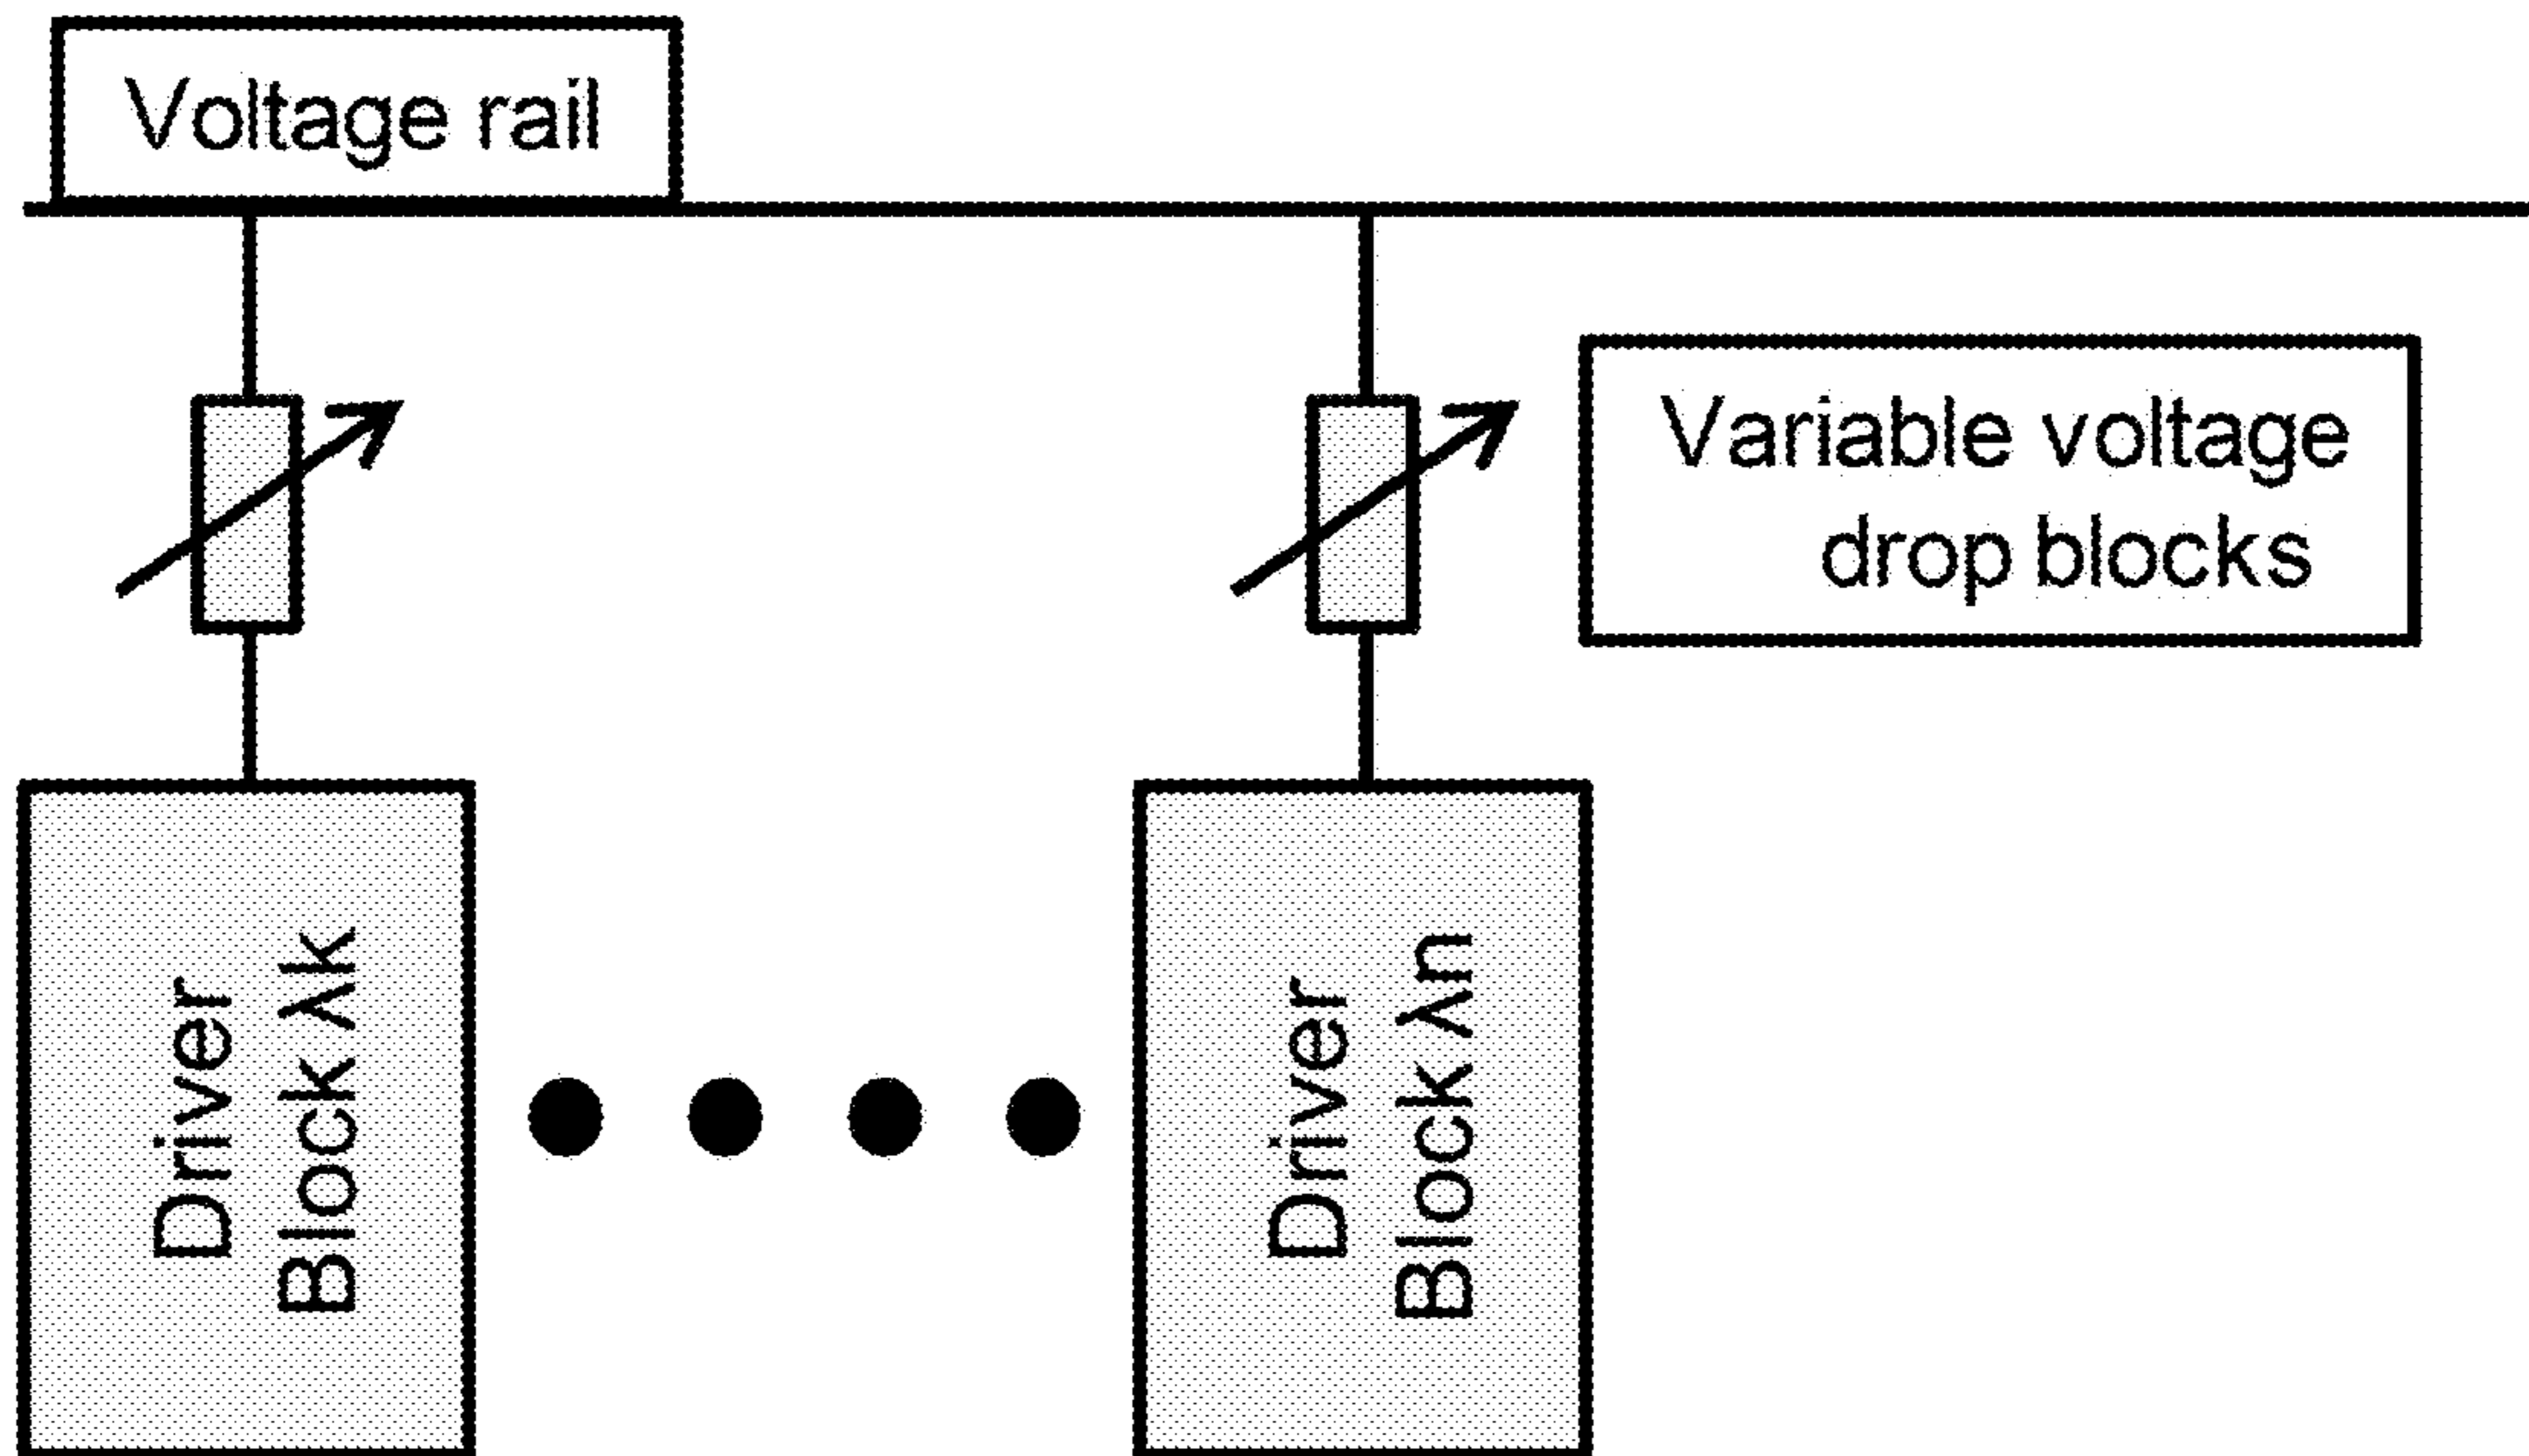 Voltage rail
Variable voltage
drop blocks
Driver
Block λk
Driver
Block λn